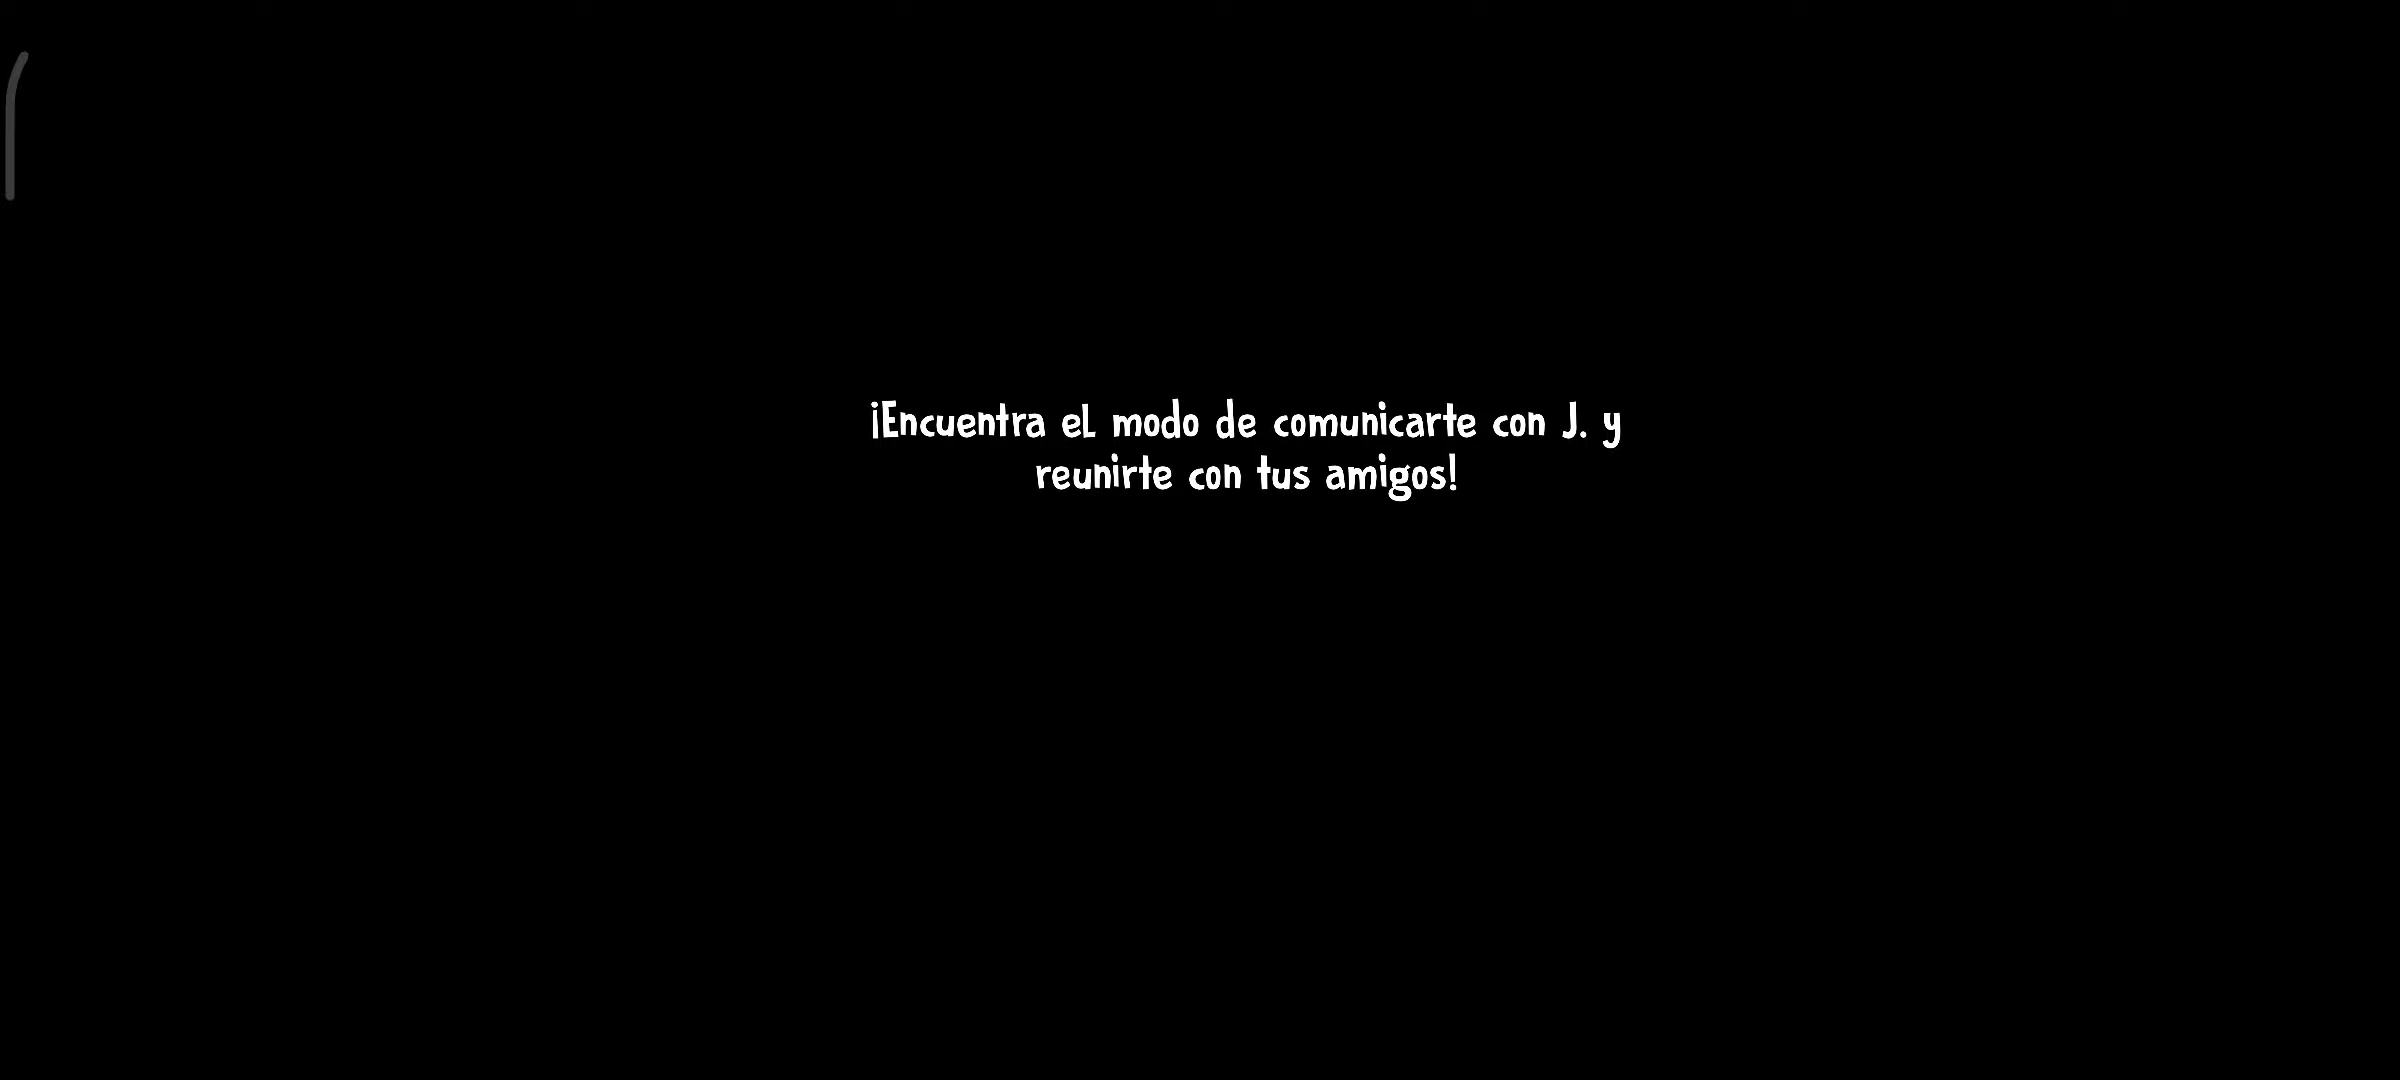 ¡Encuentra el modo de comunicarte con J. y
reunirte con tus amigos!